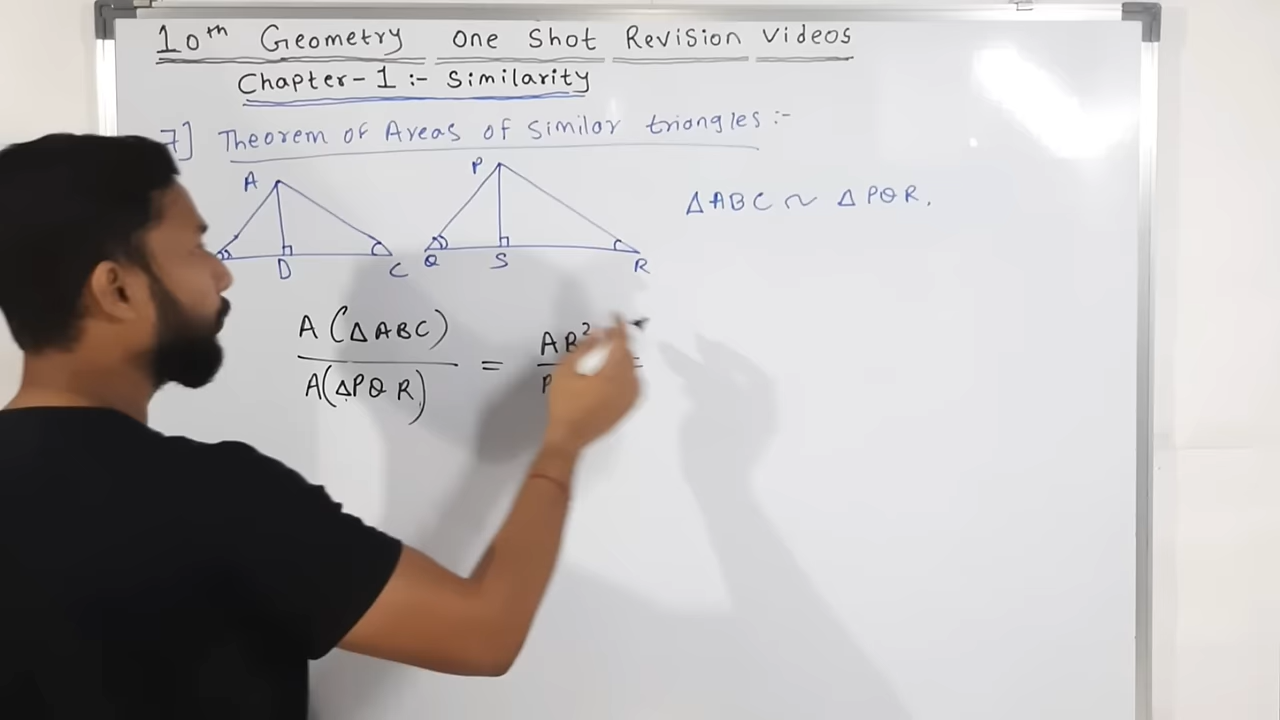 10th Geometry one Shot Revision Videos
Chapter-1 :- Similarity
7] Theorem of Areas of Similar triangles :-
A
P
ΔABC ~ ΔPQR.
D
C
Q
S
R
A(ΔABC)
A(ΔPQR)
=
AB²
P
=